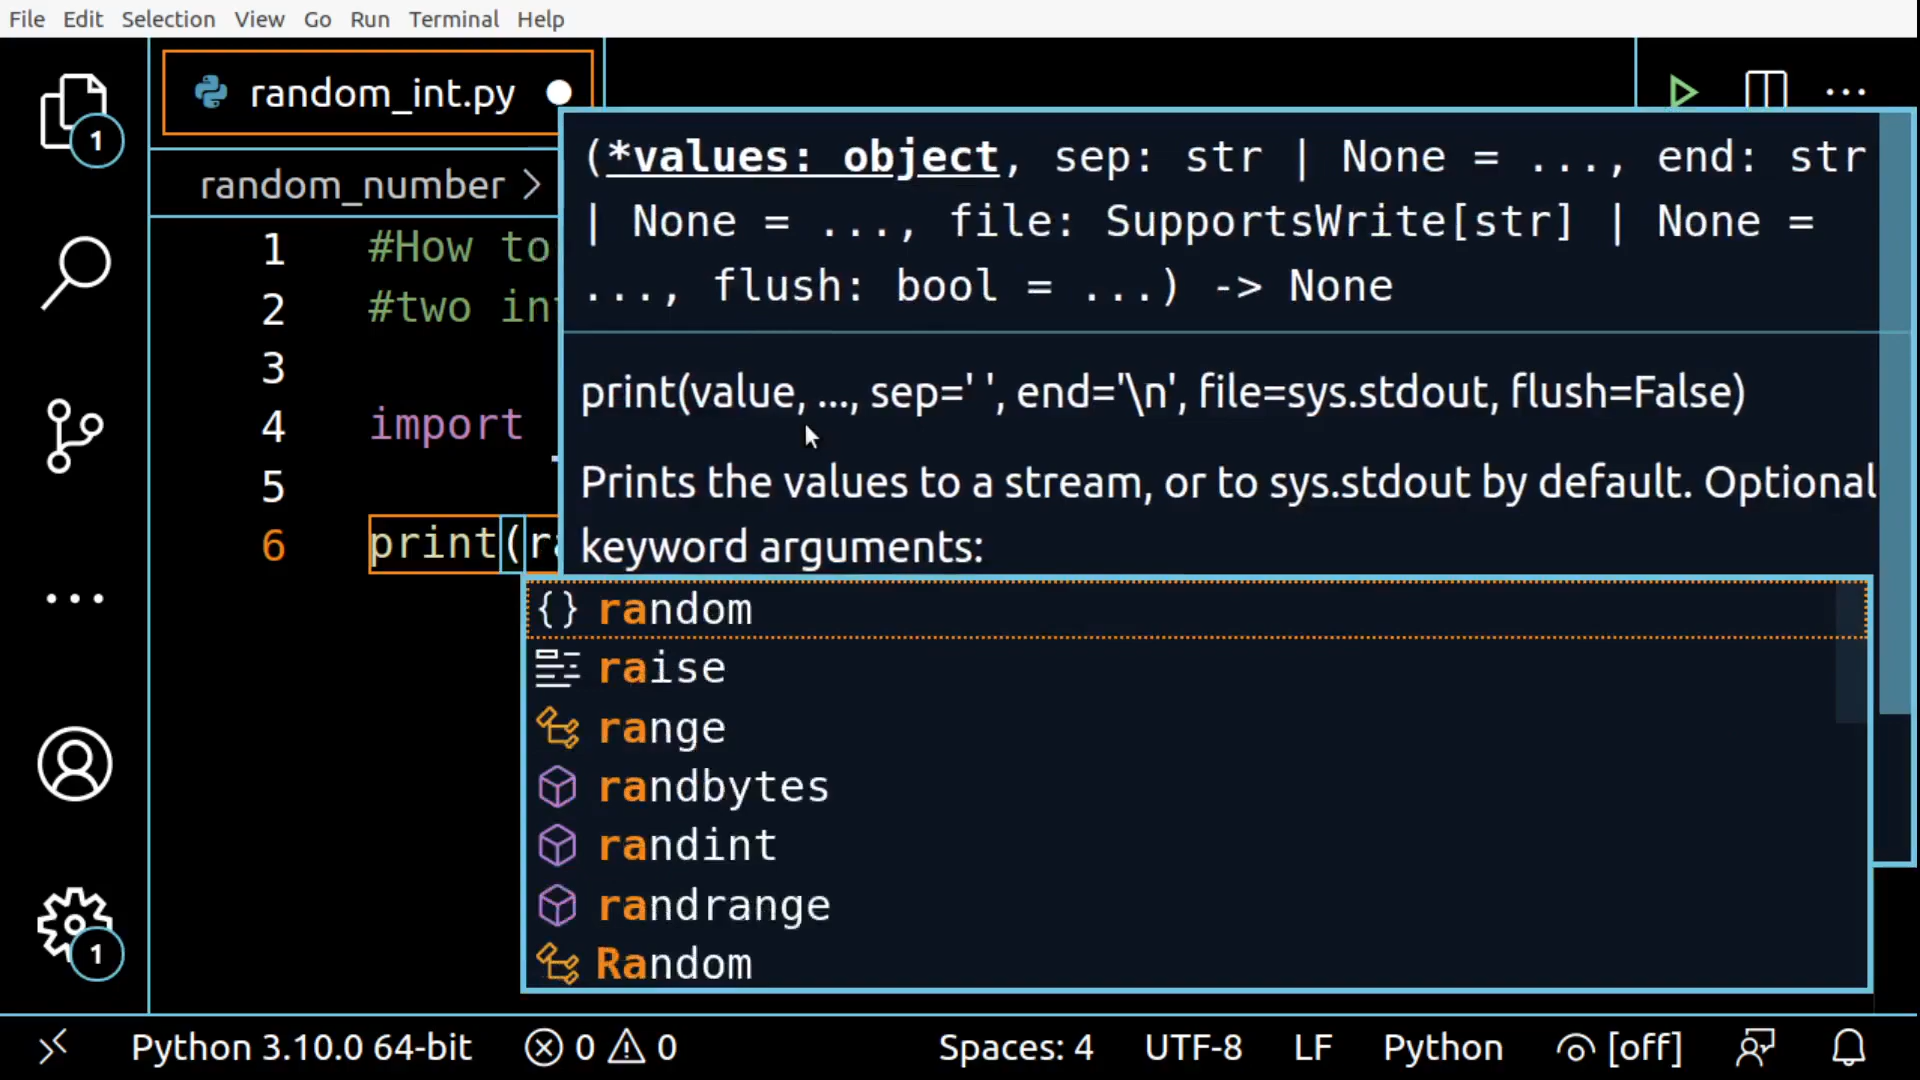 File Edit Selection View Go Run Terminal Help
random_int.py
1
random_number >
(*values: object, sep: str | None = ..., end: str
| None = ..., file: SupportsWrite[str] | None =
..., flush: bool = ...) -> None
1 #How to
2 #two in
3
print(value, ..., sep=' ', end='\n', file=sys.stdout, flush=False)
4 import
Prints the values to a stream, or to sys.stdout by default. Optional
5
keyword arguments:
6 print(ra
{} random
raise
range
randbytes
randint
randrange
Random
1
Python 3.10.0 64-bit 0 0 Spaces: 4 UTF-8 LF Python [off]